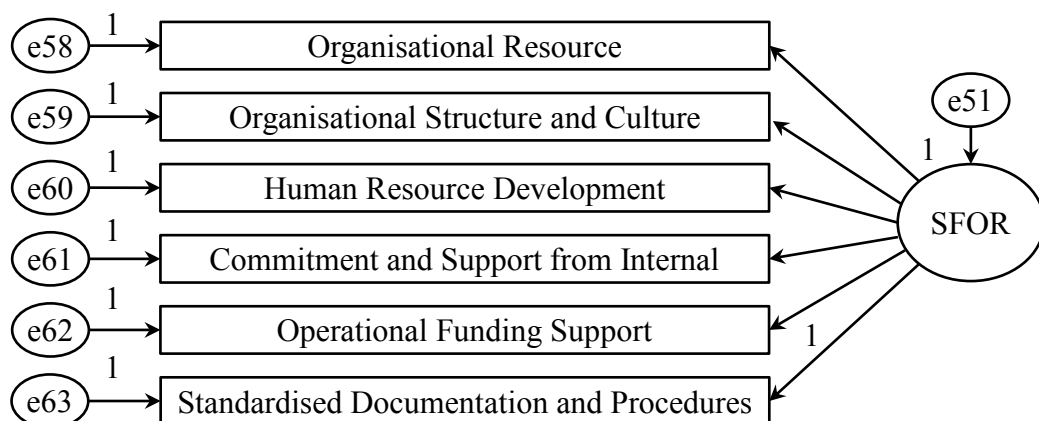 e58
1
Organisational Resource
e59
1
Organisational Structure and Culture
e51
1
e60
1
Human Resource Development
SFOR
e61
1
Commitment and Support from Internal
e62
1
Operational Funding Support
1
e63
1
Standardised Documentation and Procedures